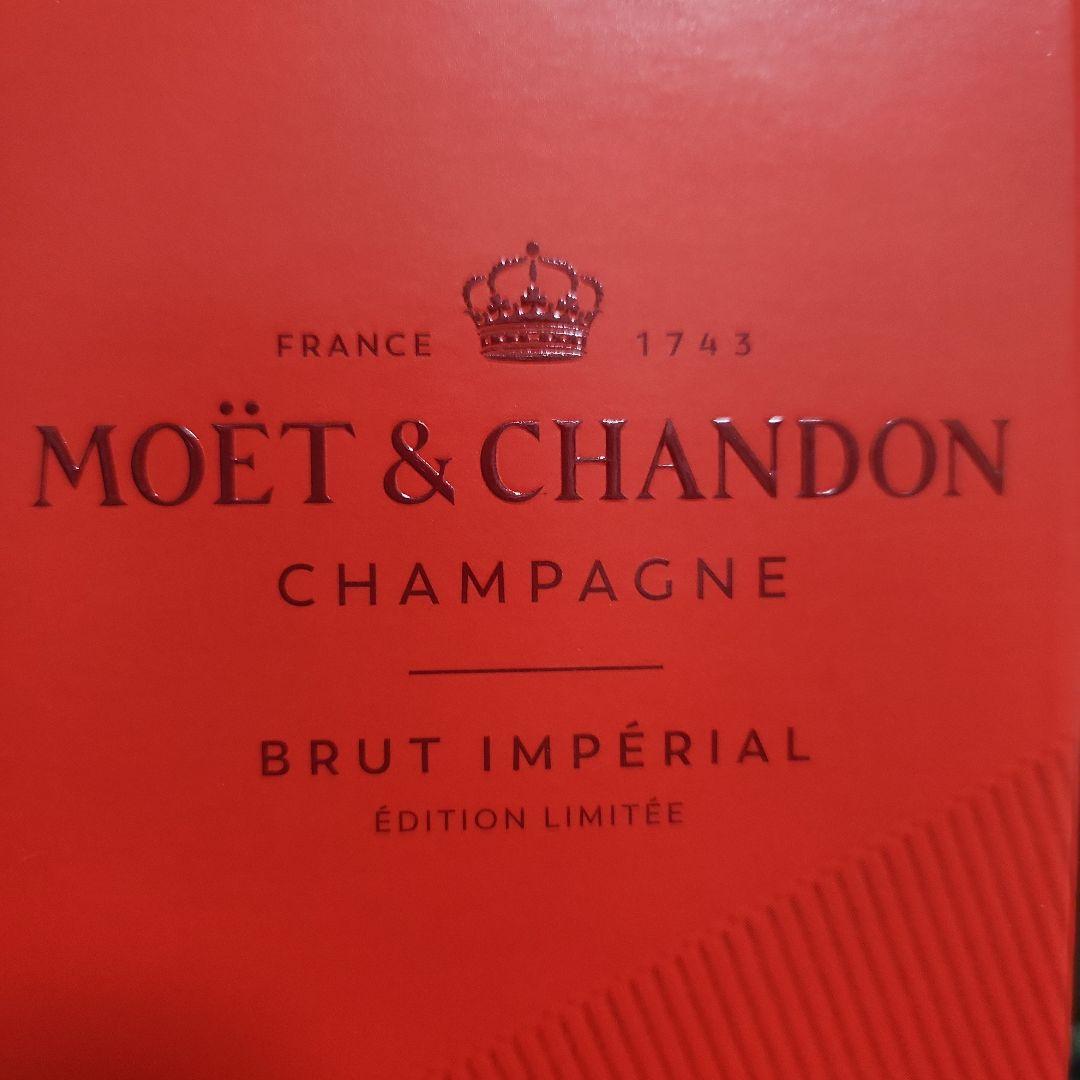 FRANCE 1743
MOËT & CHANDON
CHAMPAGNE
BRUT IMPÉRIAL
ÉDITION LIMITÉE